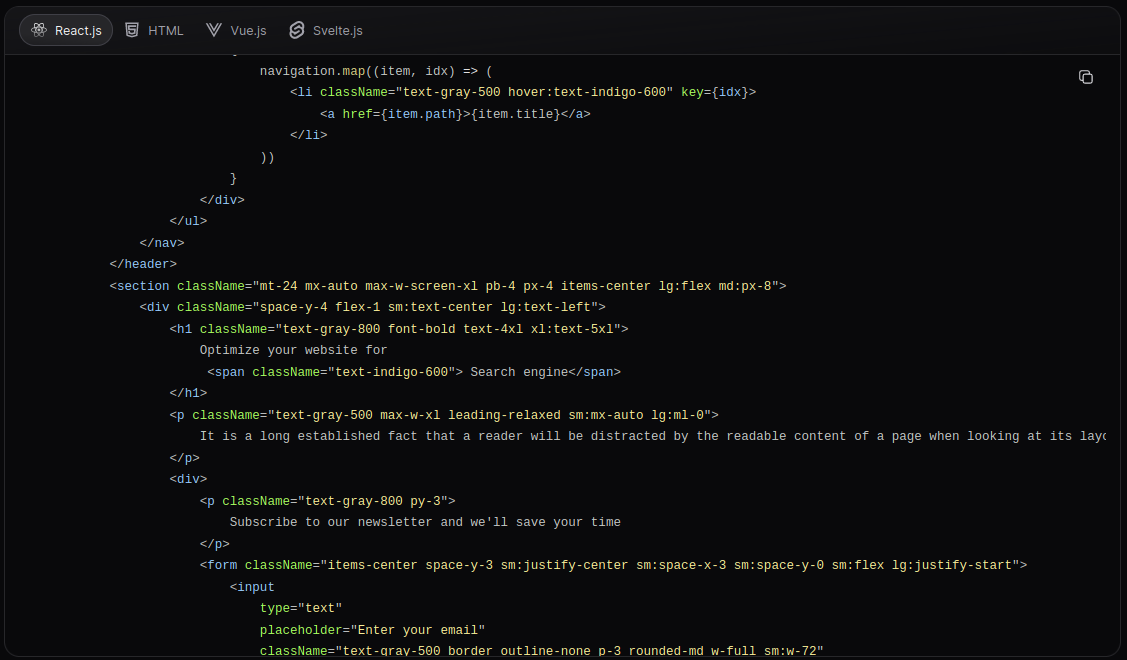 React.js HTML Vue.js Svelte.js
navigation.map((item, idx) => (
<li className="text-gray-500 hover:text-indigo-600" key={idx}>
<a href={item.path}>{item.title}</a>
</li>
))
}
</div>
</ul>
</nav>
</header>
<section className="mt-24 mx-auto max-w-screen-xl pb-4 px-4 items-center lg:flex md:px-8">
<div className="space-y-4 flex-1 sm:text-center lg:text-left">
<h1 className="text-gray-800 font-bold text-4xl xl:text-5xl">
Optimize your website for
<span className="text-indigo-600"> Search engine</span>
</h1>
<p className="text-gray-500 max-w-xl leading-relaxed sm:mx-auto lg:ml-0">
It is a long established fact that a reader will be distracted by the readable content of a page when looking at its
</p>
<div>
<p className="text-gray-800 py-3">
Subscribe to our newsletter and we'll save your time
</p>
<form className="items-center space-y-3 sm:justify-center sm:space-x-3 sm:space-y-0 sm:flex lg:justify-start">
<input
type="text"
placeholder="Enter your email"
className="text-gray-500 border outline-none p-3 rounded-md w-full sm:w-72"